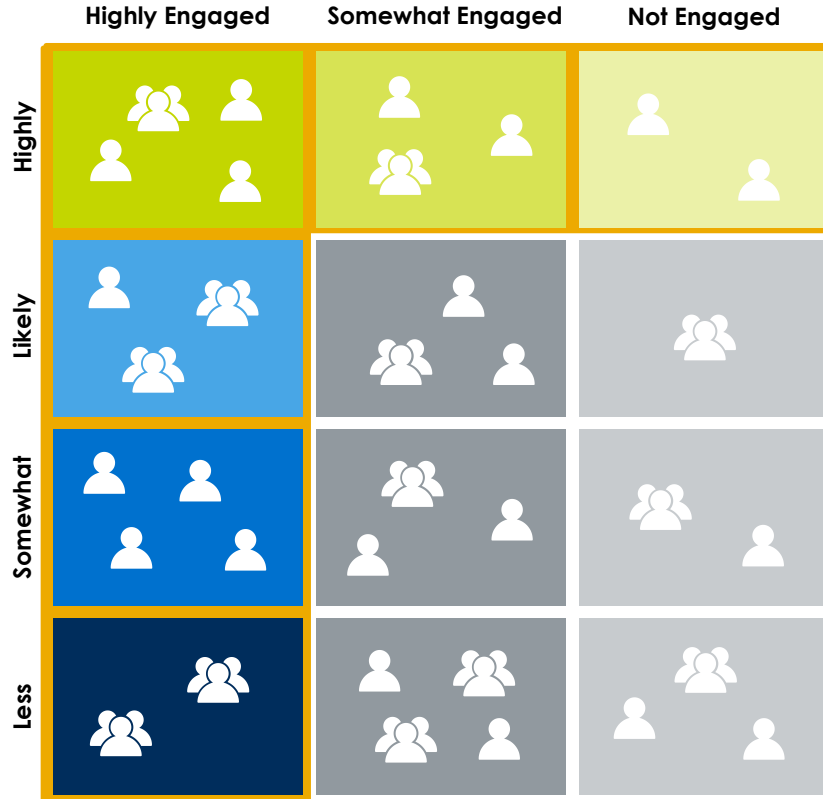 Highly Engaged
Somewhat Engaged
Not Engaged
Highly
Likely
Somewhat
Less